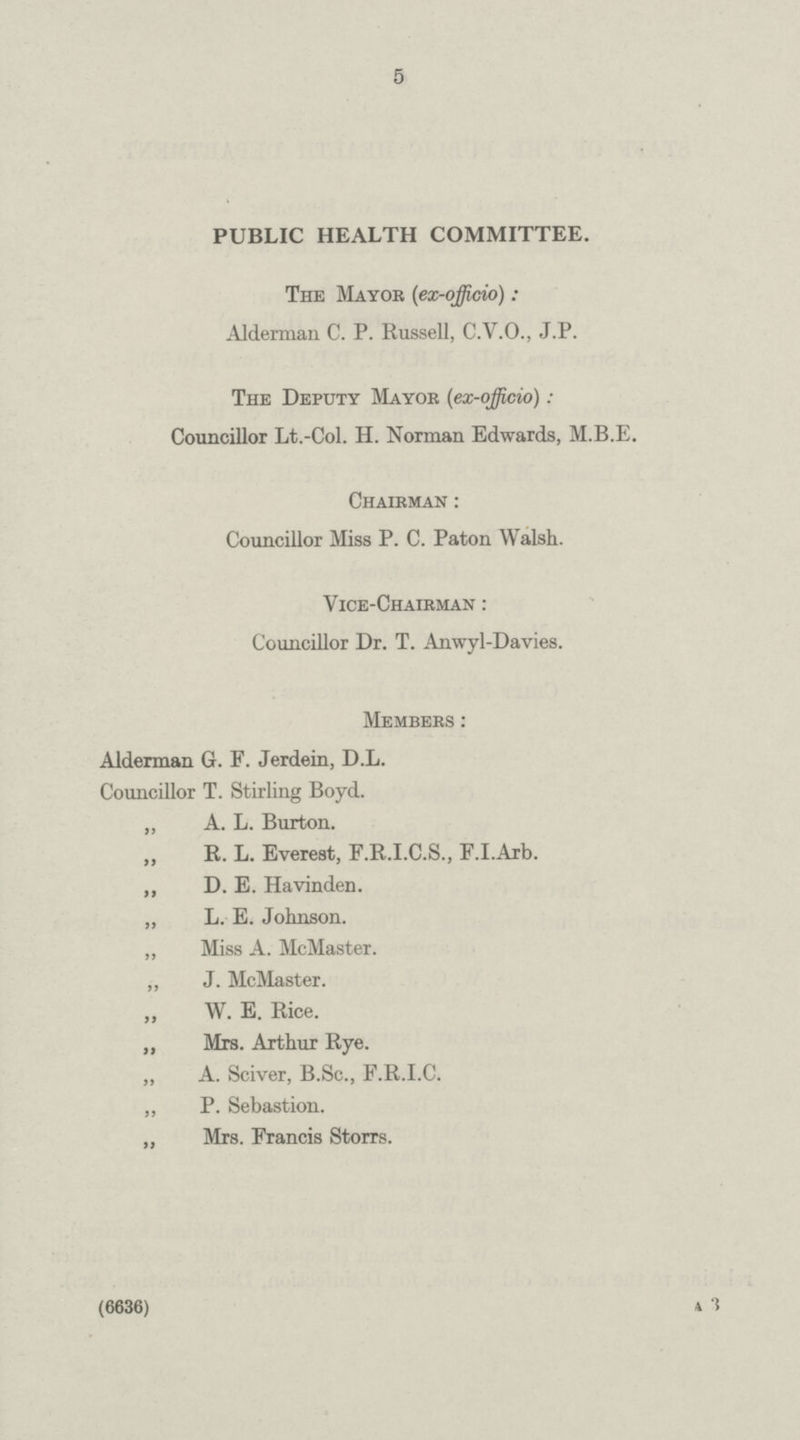 5
PUBLIC HEALTH COMMITTEE.
THE MAYOR (ex-officio) :
Alderman C. P. Russell, C.V.O., J.P.
THE DEPUTY MAYOR (ex-officio) :
Councillor Lt.-Col. H. Norman Edwards, M.B.E.
CHAIRMAN :
Councillor Miss P. C. Paton Walsh.
VICE-CHAIRMAN :
Councillor Dr. T. Anwyl-Davies.
MEMBERS :
Alderman G. F. Jerdein, D.L.
Councillor T. Stirling Boyd.
„ A. L. Burton.
„ R. L. Everest, F.R.I.C.S., F.I.Arb.
„ D. E. Havinden.
„ L. E. Johnson.
„ Miss A. McMaster.
„ J. McMaster.
„ W. E. Rice.
„ Mrs. Arthur Rye.
„ A. Sciver, B.Sc., F.R.I.C.
„ P. Sebastion.
„ Mrs. Francis Storrs.
(6636) A 3